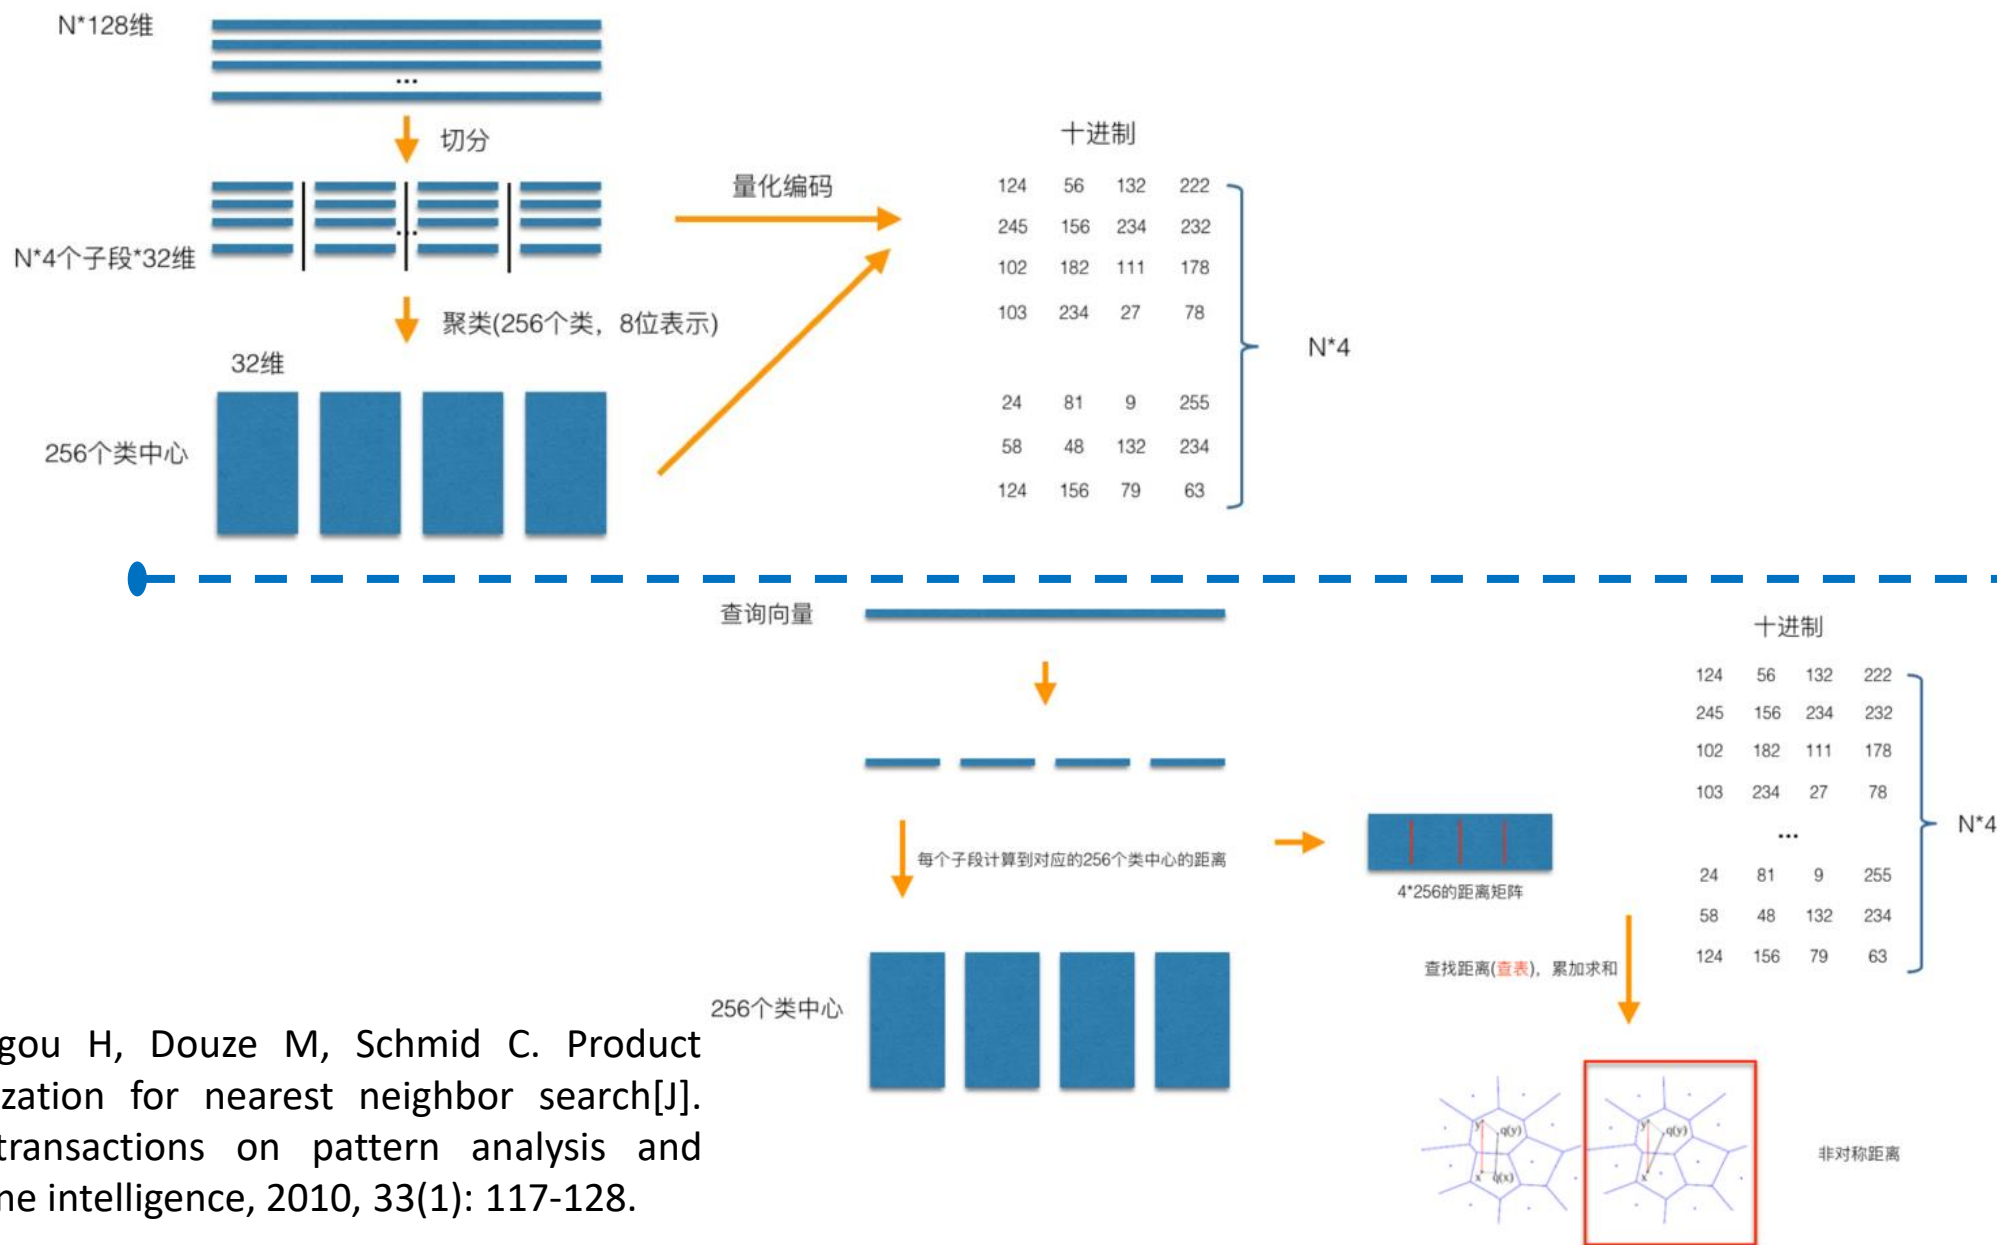 N*128维
...
切分
...
N*4个子段*32维
聚类(256个类，8位表示)
32维
256个类中心
量化编码
十进制
124 56 132 222
245 156 234 232
102 182 111 178
103 234 27 78
24 81 9 255
58 48 132 234
124 156 79 63
N*4
查询向量
每个子段计算到对应的256个类中心的距离
256个类中心
4*256的距离矩阵
十进制
124 56 132 222
245 156 234 232
102 182 111 178
103 234 27 78
...
24 81 9 255
58 48 132 234
124 156 79 63
N*4
查找距离(查表)，累加求和
y q(y)
x q(x)
y q(y)
x
非对称距离
gou H, Douze M, Schmid C. Product
ization for nearest neighbor search[J].
transactions on pattern analysis and
ne intelligence, 2010, 33(1): 117-128.